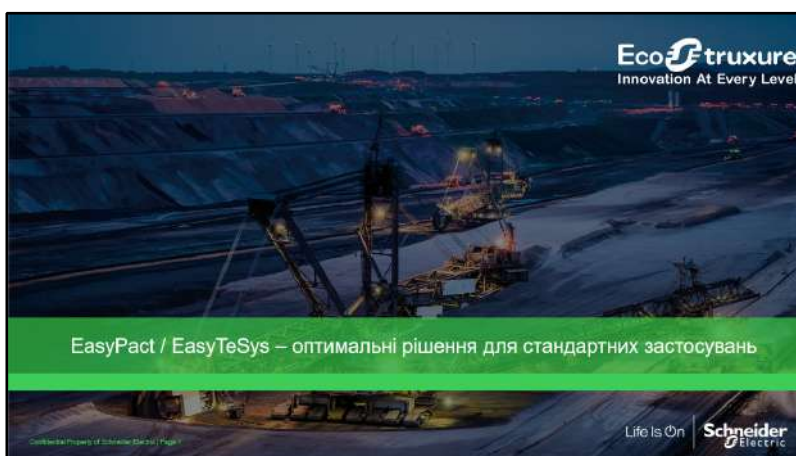 EcoStruxure
Innovation At Every Level
EasyPact / EasyTeSys – оптимальні рішення для стандартних застосувань
Confidential Property of Schneider Electric | Page 1
Life Is On
Schneider
Electric